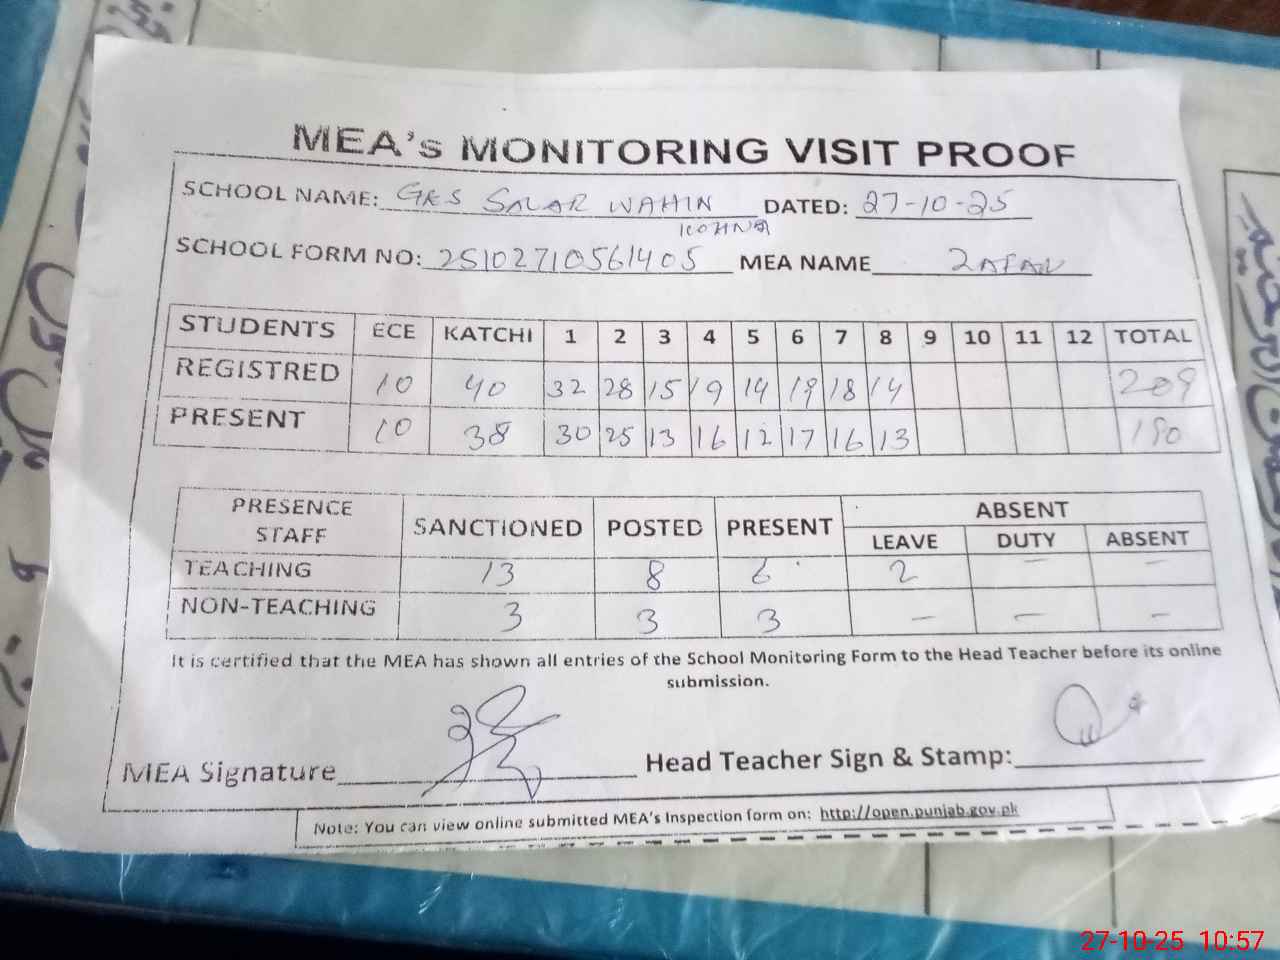 MEA's MONITORING VISIT PROOF
SCHOOL NAME: GES SALAR WAHIN DATED: 27-10-25
KOHNA
SCHOOL FORM NO: 25102710561405 MEA NAME ZAFAR
STUDENTS ECE KATCHI 1 2 3 4 5 6 7 8 9 10 11 12 TOTAL
REGISTRED 10 40 32 28 15 19 14 19 18 14 209
PRESENT 10 38 30 25 13 16 12 17 16 13 190
PRESENCE STAFF SANCTIONED POSTED PRESENT ABSENT
LEAVE DUTY ABSENT
TEACHING 13 8 6 2 - -
NON-TEACHING 3 3 3 - - -
It is certified that the MEA has shown all entries of the School Monitoring Form to the Head Teacher before its online
submission.
MEA Signature Head Teacher Sign & Stamp:
Note: You can view online submitted MEA's Inspection form on: http://open.punjab.gov.pk
27-10-25 10:57